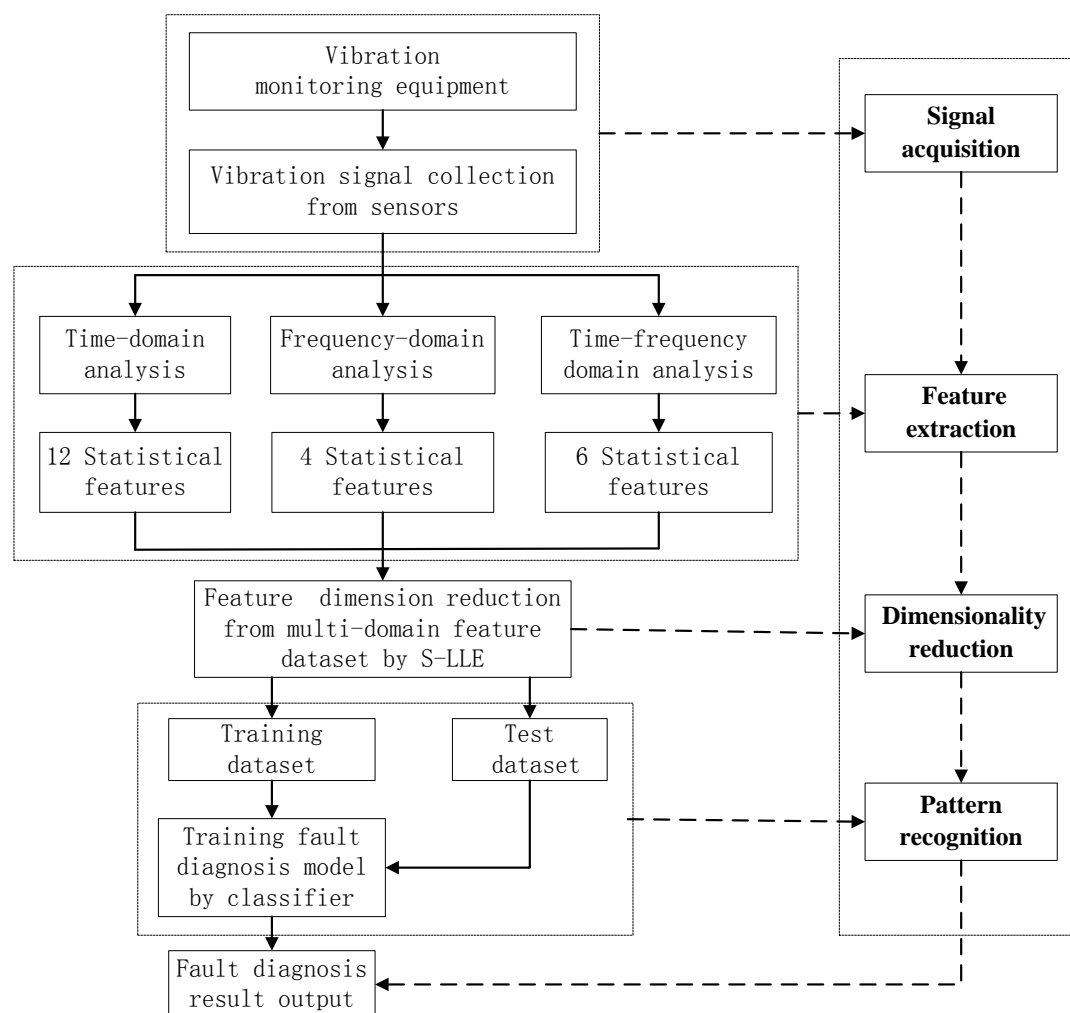 Vibration
monitoring equipment
Vibration signal collection
from sensors
Time-domain
analysis
Frequency-domain
analysis
Time-frequency
domain analysis
12 Statistical
features
4 Statistical
features
6 Statistical
features
Feature dimension reduction
from multi-domain feature
dataset by S-LLE
Training
dataset
Test
dataset
Training fault
diagnosis model
by classifier
Fault diagnosis
result output
Signal
acquisition
Feature
extraction
Dimensionality
reduction
Pattern
recognition